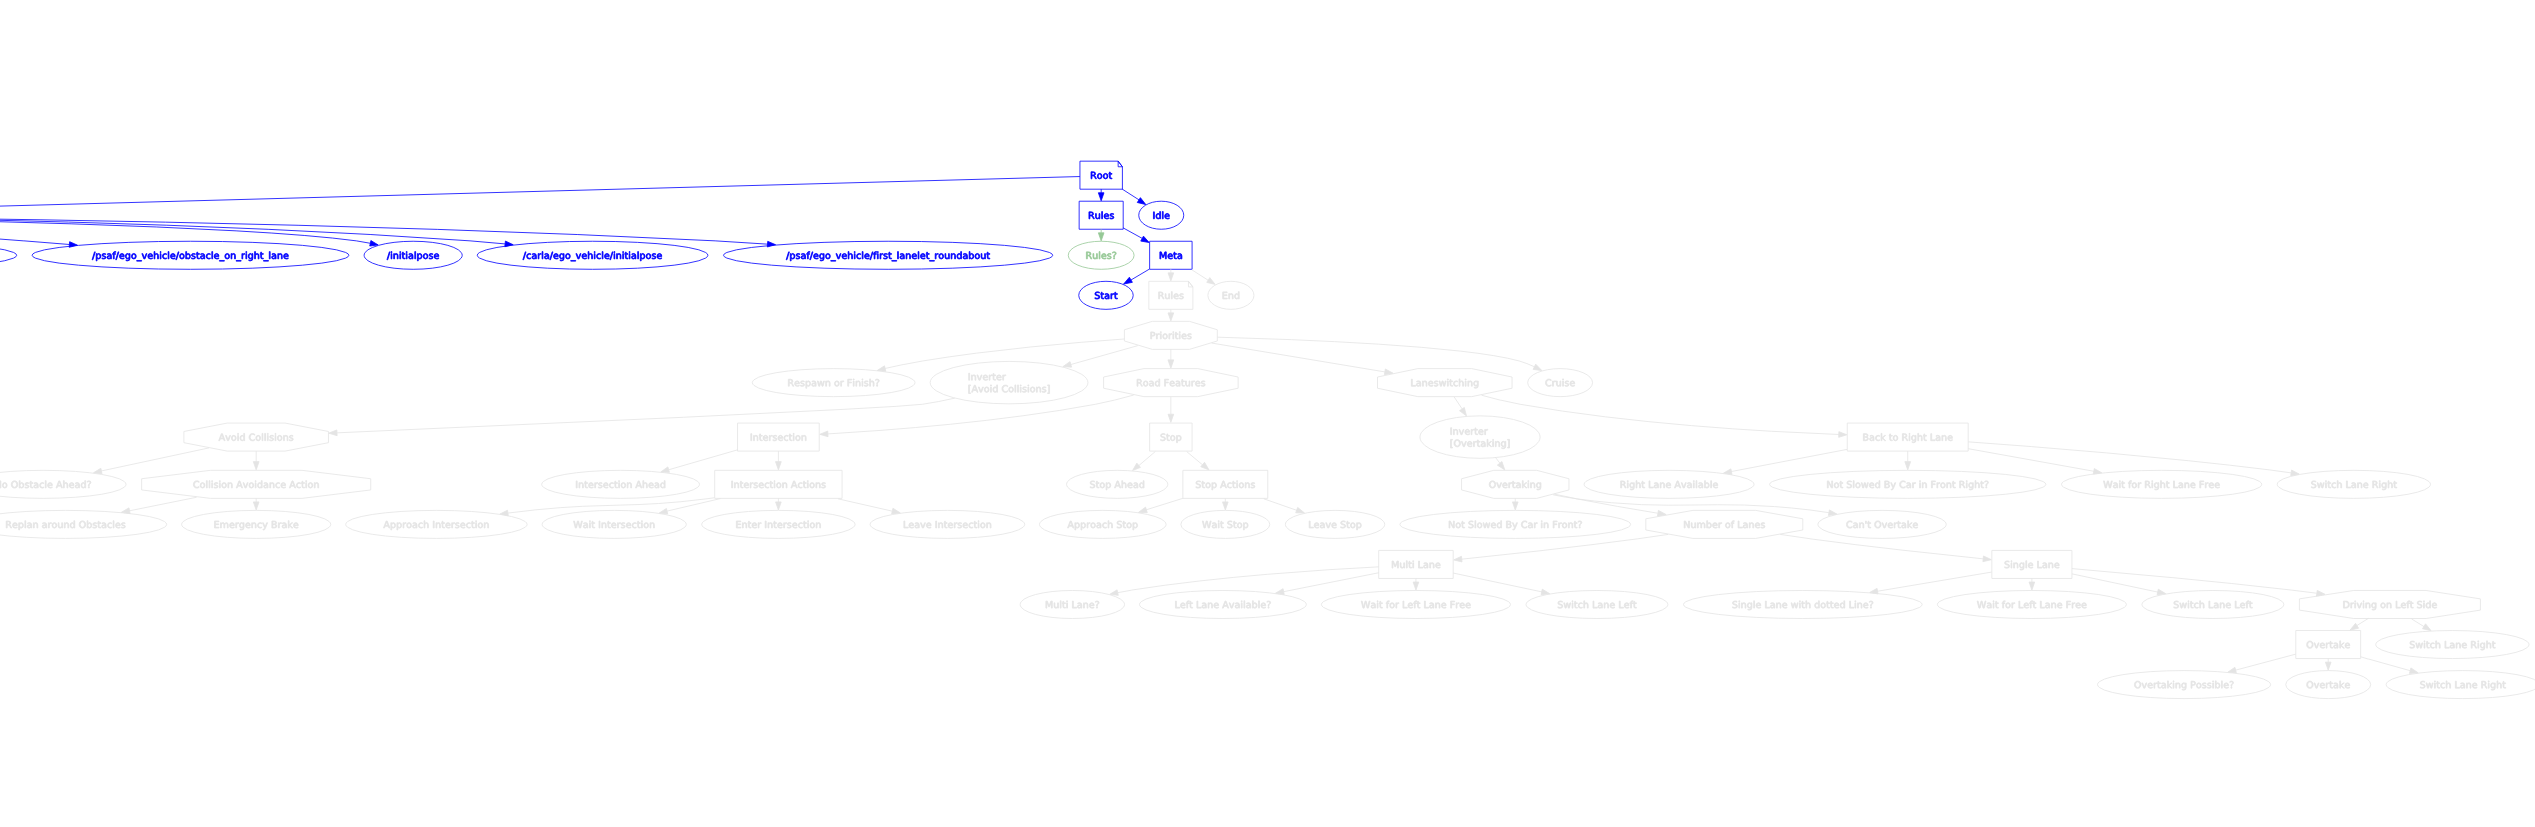 Root
Rules
Idle
/psaf/ego_vehicle/obstacle_on_right_lane
/initialpose
/carla/ego_vehicle/initialpose
/psaf/ego_vehicle/first_lanelet_roundabout
Rules?
Meta
Start
Rules
End
Priorities
Respawn or Finish?
Inverter
[Avoid Collisions]
Road Features
Laneswitching
Cruise
Avoid Collisions
Intersection
Stop
Inverter
[Overtaking]
Back to Right Lane
o Obstacle Ahead?
Collision Avoidance Action
Intersection Ahead
Intersection Actions
Stop Ahead
Stop Actions
Overtaking
Right Lane Available
Not Slowed By Car in Front Right?
Wait for Right Lane Free
Switch Lane Right
Replan around Obstacles
Emergency Brake
Approach Intersection
Wait Intersection
Enter Intersection
Leave Intersection
Approach Stop
Wait Stop
Leave Stop
Not Slowed By Car in Front?
Number of Lanes
Can't Overtake
Multi Lane
Single Lane
Multi Lane?
Left Lane Available?
Wait for Left Lane Free
Switch Lane Left
Single Lane with dotted Line?
Wait for Left Lane Free
Switch Lane Left
Driving on Left Side
Overtake
Switch Lane Right
Overtaking Possible?
Overtake
Switch Lane Right